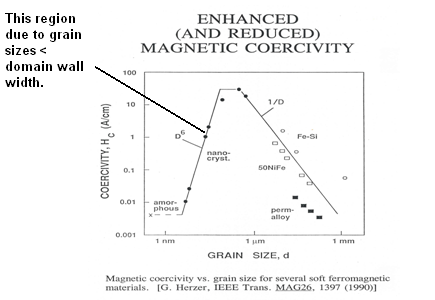 This region
due to grain
sizes <
domain wall
width.
ENHANCED
(AND REDUCED)
MAGNETIC COERCIVITY
COERCIVITY, Hc (A/cm)
100
10
1
0.1
0.01
0.001
D6
1/D
nano-
cryst.
Fe-Si
50NiFe
amor-
phous
x
perm-
alloy
1 nm
1 μm
1 mm
GRAIN SIZE, d
Magnetic coercivity vs. grain size for several soft ferromagnetic
materials. [G. Herzer, IEEE Trans. MAG26, 1397 (1990)]